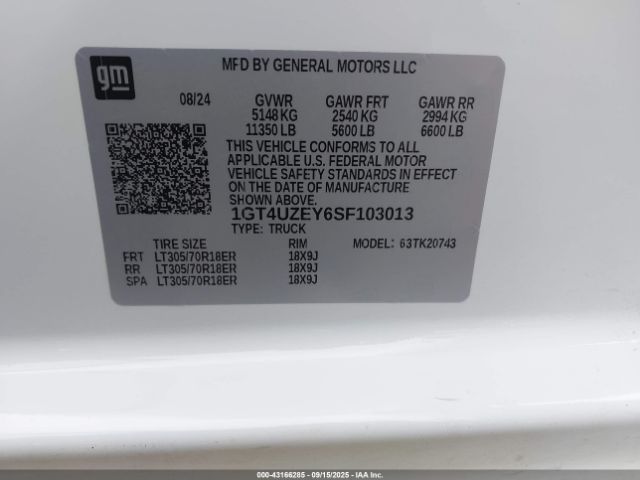 gm
MFD BY GENERAL MOTORS LLC
08/24 GVWR GAWR FRT GAWR RR
5148 KG 2540 KG 2994 KG
11350 LB 5600 LB 6600 LB
THIS VEHICLE CONFORMS TO ALL
APPLICABLE U.S. FEDERAL MOTOR
VEHICLE SAFETY STANDARDS IN EFFECT
ON THE DATE OF MANUFACTURE
SHOWN ABOVE.
1GT4UZEY6SF103013
TYPE: TRUCK
TIRE SIZE RIM MODEL: 63TK20743
FRT LT305/70R18ER 18X9J
RR LT305/70R18ER 18X9J
SPA LT305/70R18ER 18X9J
000-43166285 - 09/15/2025 - COPYRIGHT © IAA, LLC.